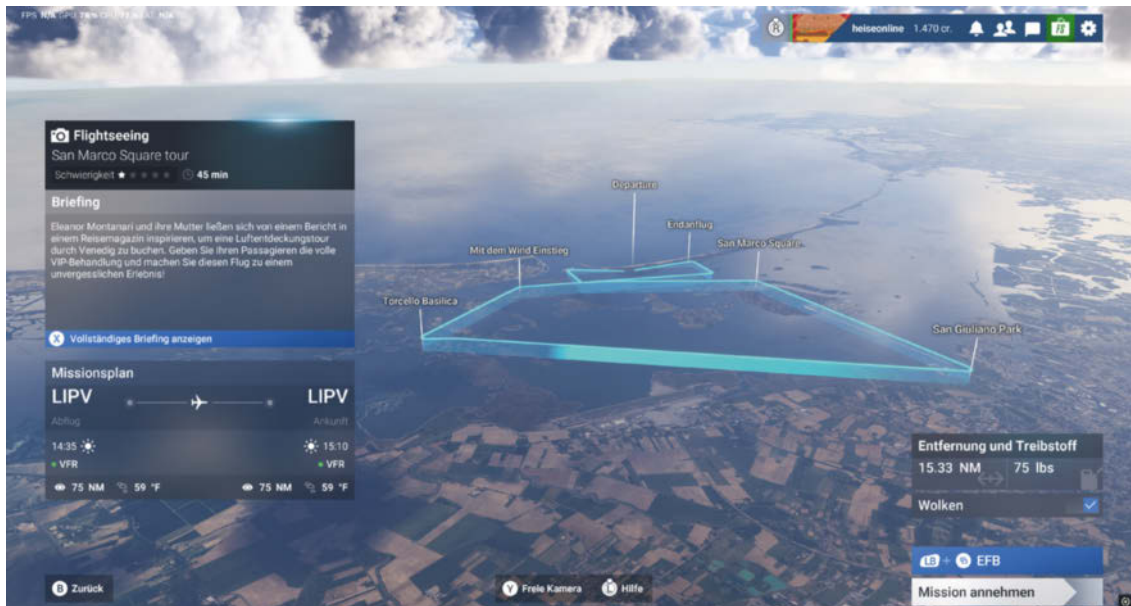 FPS N/A GPU 78%
heiseonline 1.470 cr.
Flightseeing
San Marco Square tour
Schwierigkeit 45 min
Briefing
Eleanor Montanari und ihre Mutter ließen sich von einem Bericht in
einem Reisemagazin inspirieren, um eine Luftentdeckungstour
durch Venedig zu buchen. Geben Sie Ihren Passagieren die volle
VIP-Behandlung und machen Sie diesen Flug zu einem
unvergesslichen Erlebnis!
X Vollständiges Briefing anzeigen
Missionsplan
LIPV LIPV
Abflug Ankunft
14:35 15:10
VFR VFR
75 NM 59 °F 75 NM 59 °F
Departure
Endanflug
Mit dem Wind Einstieg
San Marco Square
Torcello Basilica
San Giuliano Park
Entfernung und Treibstoff
15.33 NM 75 lbs
Wolken
LB + EFB
Mission annehmen
B Zurück
Y Freie Kamera
L Hilfe